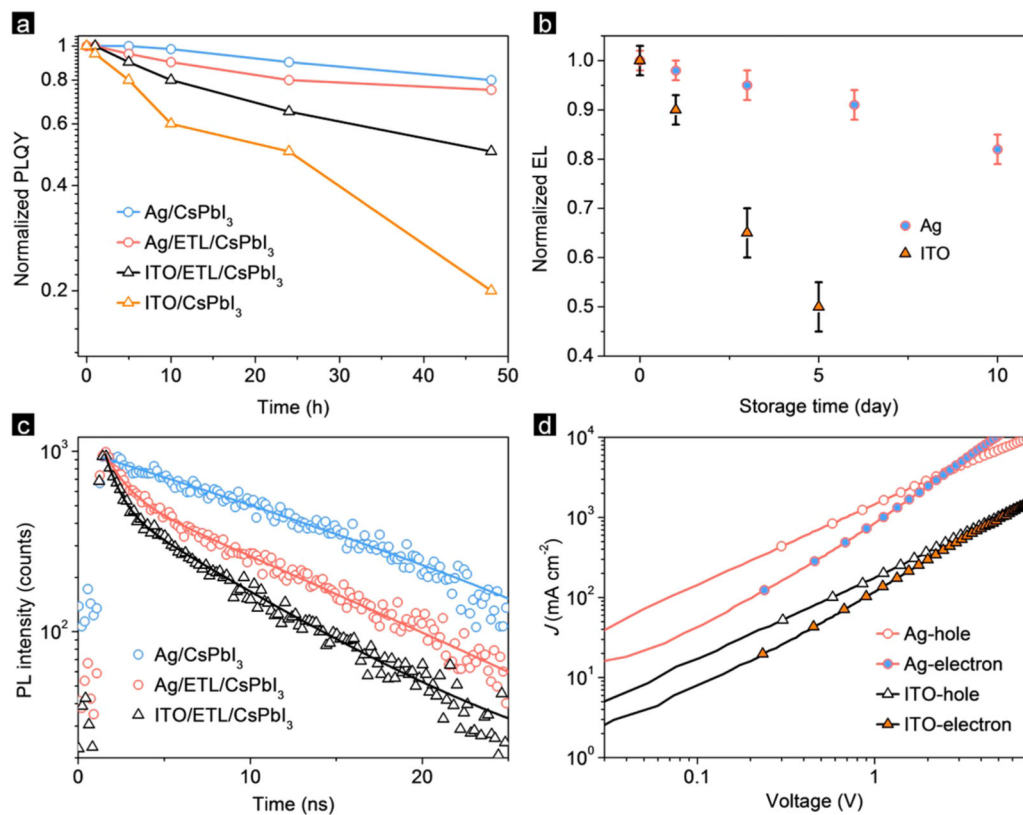 a
1
0.8
0.6
0.4
0.2
Normalized PLQY
Ag/CsPbI₃
Ag/ETL/CsPbI₃
ITO/ETL/CsPbI₃
ITO/CsPbI₃
0 10 20 30 40 50
Time (h)
b
1.0
0.9
0.8
0.7
0.6
0.5
0.4
Normalized EL
Ag
ITO
0 5 10
Storage time (day)
c
10³
10²
PL intensity (counts)
Ag/CsPbI₃
Ag/ETL/CsPbI₃
ITO/ETL/CsPbI₃
0 10 20
Time (ns)
d
10⁴
10³
10²
10¹
10⁰
J (mA cm⁻²)
Ag-hole
Ag-electron
ITO-hole
ITO-electron
0.1 1
Voltage (V)